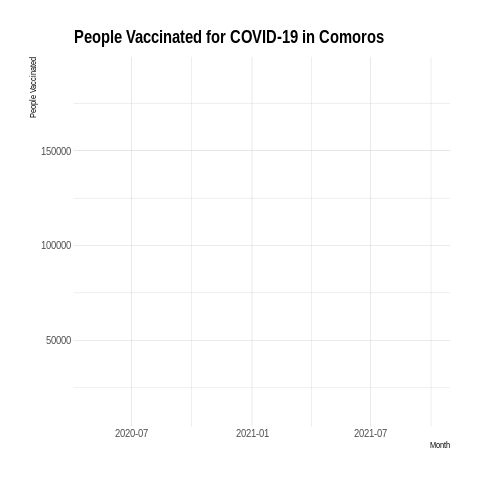 People Vaccinated for COVID-19 in Comoros
People Vaccinated
150000
100000
50000
2020-07 2021-01 2021-07
Month